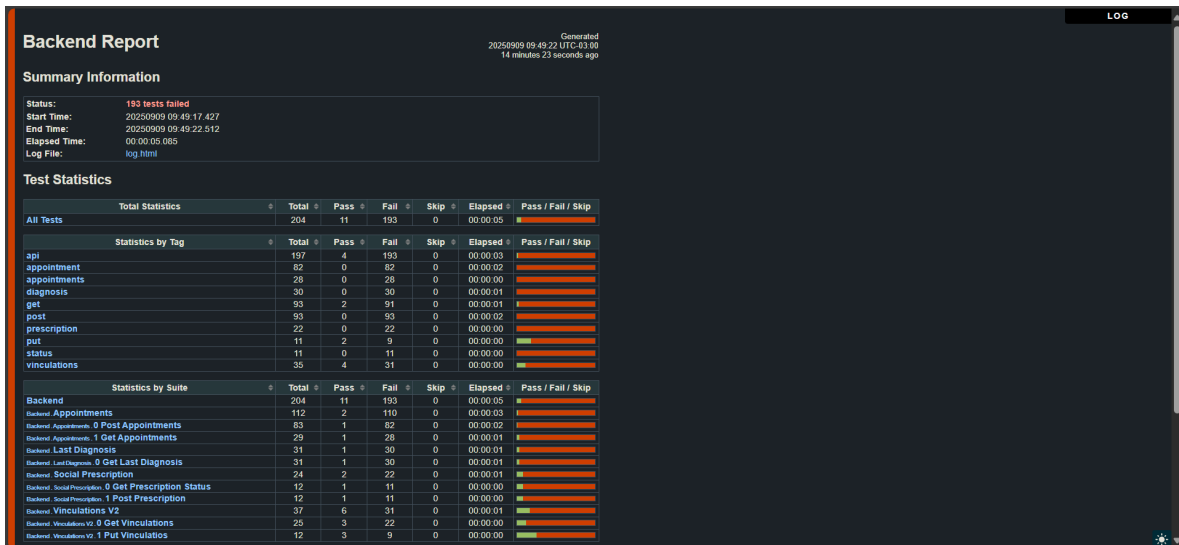 LOG
Backend Report
Generated
20250909 09:49:22 UTC-03:00
14 minutes 23 seconds ago
Summary Information
Status: 193 tests failed
Start Time: 20250909 09:49:17.427
End Time: 20250909 09:49:22.512
Elapsed Time: 00:00:05.085
Log File: log.html
Test Statistics
Total Statistics Total Pass Fail Skip Elapsed Pass / Fail / Skip
All Tests 204 11 193 0 00:00:05
Statistics by Tag Total Pass Fail Skip Elapsed Pass / Fail / Skip
api 197 4 193 0 00:00:03
appointment 82 0 82 0 00:00:02
appointments 28 0 28 0 00:00:00
diagnosis 30 0 30 0 00:00:01
get 93 2 91 0 00:00:01
post 93 0 93 0 00:00:02
prescription 22 0 22 0 00:00:00
put 11 2 9 0 00:00:00
status 11 0 11 0 00:00:00
vinculations 35 4 31 0 00:00:00
Statistics by Suite Total Pass Fail Skip Elapsed Pass / Fail / Skip
Backend 204 11 193 0 00:00:05
Backend . Appointments 112 2 110 0 00:00:03
Backend . Appointments . 0 Post Appointments 83 1 82 0 00:00:02
Backend . Appointments . 1 Get Appointments 29 1 28 0 00:00:01
Backend . Last Diagnosis 31 1 30 0 00:00:01
Backend . Last Diagnosis . 0 Get Last Diagnosis 31 1 30 0 00:00:01
Backend . Social Prescription 24 2 22 0 00:00:01
Backend . Social Prescription . 0 Get Prescription Status 12 1 11 0 00:00:00
Backend . Social Prescription . 1 Post Prescription 12 1 11 0 00:00:00
Backend . Vinculations V2 37 6 31 0 00:00:01
Backend . Vinculations V2 . 0 Get Vinculations 25 3 22 0 00:00:00
Backend . Vinculations V2 . 1 Put Vinculatios 12 3 9 0 00:00:00